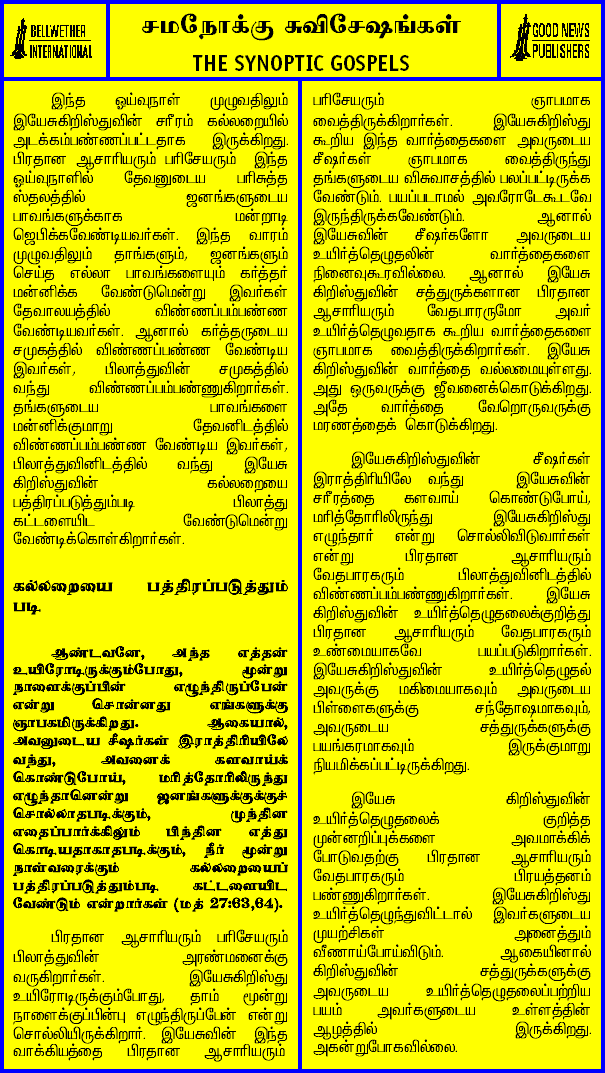 BELLWETHER
INTERNATIONAL
சமநோக்கு சுவிசேஷங்கள்
THE SYNOPTIC GOSPELS
GOOD NEWS
PUBLISHERS
இந்த ஓய்வுநாள் முழுவதிலும்
இயேசுகிறிஸ்துவின் சரீரம் கல்லறையில்
அடக்கம்பண்ணப்பட்டதாக இருக்கிறது.
பிரதான ஆசாரியரும் பரிசேயரும் இந்த
ஓய்வுநாளில் தேவனுடைய பரிசுத்த
ஸ்தலத்தில் ஜனங்களுடைய
பாவங்களுக்காக மன்றாடி
ஜெபிக்கவேண்டியவர்கள். இந்த வாரம்
முழுவதிலும் தாங்களும், ஜனங்களும்
செய்த எல்லா பாவங்களையும் கர்த்தர்
மன்னிக்க வேண்டுமென்று இவர்கள்
தேவாலயத்தில் விண்ணப்பம்பண்ண
வேண்டியவர்கள். ஆனால் கர்த்தருடைய
சமுகத்தில் விண்ணப்பண்ண வேண்டிய
இவர்கள், பிலாத்துவின் சமுகத்தில்
வந்து விண்ணப்பம்பண்ணுகிறார்கள்.
தங்களுடைய பாவங்களை
மன்னிக்குமாறு தேவனிடத்தில்
விண்ணப்பம்பண்ண வேண்டிய இவர்கள்,
பிலாத்துவினிடத்தில் வந்து இயேசு
கிறிஸ்துவின் கல்லறையை
பத்திரப்படுத்தும்படி பிலாத்து
கட்டளையிட வேண்டுமென்று
வேண்டிக்கொள்கிறார்கள்.
கல்லறையை பத்திரப்படுத்தும்
படி.
ஆண்டவனே, அந்த எத்தன்
உயிரோடிருக்கும்போது, மூன்று
நாளைக்குப்பின் எழுந்திருப்பேன்
என்று சொன்னது எங்களுக்கு
ஞாபகமிருக்கிறது. ஆகையால்,
அவனுடைய சீஷர்கள் இராத்திரியிலே
வந்து, அவனைக் களவாய்க்
கொண்டுபோய், மரித்தோரிலிருந்து
எழுந்தானென்று ஜனங்களுக்குச்
சொல்லாதபடிக்கும், முந்தின
எதைப்பார்க்கிலும் பிந்தின எத்து
கொடியதாகாதபடிக்கும், நீர் மூன்று
நாள்வரைக்கும் கல்லறையைப்
பத்திரப்படுத்தும்படி கட்டளையிட
வேண்டும் என்றார்கள் (மத் 27:63,64).
பிரதான ஆசாரியரும் பரிசேயரும்
பிலாத்துவின் அரண்மனைக்கு
வருகிறார்கள். இயேசுகிறிஸ்து
உயிரோடிருக்கும்போது, தாம் மூன்று
நாளைக்குப்பின்பு எழுந்திருப்பேன் என்று
சொல்லியிருக்கிறார். இயேசுவின் இந்த
வாக்கியத்தை பிரதான ஆசாரியரும்
பரிசேயரும் ஞாபமாக
வைத்திருக்கிறார்கள். இயேசுகிறிஸ்து
கூறிய இந்த வார்த்தைகளை அவருடைய
சீஷர்கள் ஞாபமாக வைத்திருந்து
தங்களுடைய விசுவாசத்தில் பலப்பட்டிருக்க
வேண்டும். பயப்படாமல் அவரோடேகூடவே
இருந்திருக்கவேண்டும். ஆனால்
இயேசுவின் சீஷர்களோ அவருடைய
உயிர்த்தெழுதலின் வார்த்தைகளை
நினைவுகூரவில்லை. ஆனால் இயேசு
கிறிஸ்துவின் சத்துருக்களான பிரதான
ஆசாரியரும் வேதபாரருமோ அவர்
உயிர்த்தெழுவதாக கூறிய வார்த்தைகளை
ஞாபமாக வைத்திருக்கிறார்கள். இயேசு
கிறிஸ்துவின் வார்த்தை வல்லமையுள்ளது.
அது ஒருவருக்கு ஜீவனைக்கொடுக்கிறது.
அதே வார்த்தை வேறொருவருக்கு
மரணத்தைக் கொடுக்கிறது.
இயேசுகிறிஸ்துவின் சீஷர்கள்
இராத்திரியிலே வந்து இயேசுவின்
சரீரத்தை களவாய் கொண்டுபோய்,
மரித்தோரிலிருந்து இயேசுகிறிஸ்து
எழுந்தார் என்று சொல்லிவிடுவார்கள்
என்று பிரதான ஆசாரியரும்
வேதபாரகரும் பிலாத்துவினிடத்தில்
விண்ணப்பம்பண்ணுகிறார்கள். இயேசு
கிறிஸ்துவின் உயிர்த்தெழுதலைக்குறித்து
பிரதான ஆசாரியரும் வேதபாரகரும்
உண்மையாகவே பயப்படுகிறார்கள்.
இயேசுகிறிஸ்துவின் உயிர்த்தெழுதல்
அவருக்கு மகிமையாகவும் அவருடைய
பிள்ளைகளுக்கு சந்தோஷமாகவும்,
அவருடைய சத்துருக்களுக்கு
பயங்கரமாகவும் இருக்குமாறு
நியமிக்கப்பட்டிருக்கிறது.
இயேசு கிறிஸ்துவின்
உயிர்த்தெழுதலைக் குறித்த
முன்னறிப்புக்களை அவமாக்கிப்
போடுவதற்கு பிரதான ஆசாரியரும்
வேதபாரகரும் பிரயத்தனம்
பண்ணுகிறார்கள். இயேசுகிறிஸ்து
உயிர்த்தெழுந்துவிட்டால் இவர்களுடைய
முயற்சிகள் அனைத்தும்
வீணாய்போய்விடும். ஆகையினால்
கிறிஸ்துவின் சத்துருக்களுக்கு
அவருடைய உயிர்த்தெழுதலைப்பற்றிய
பயம் அவர்களுடைய உள்ளத்தின்
ஆழத்தில் இருக்கிறது.
அகன்றுபோகவில்லை.